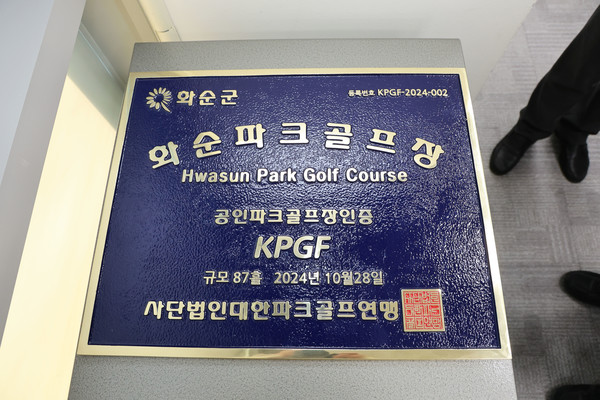 화순군
등록번호 KPGF-2024-002
화순파크골프장
Hwasun Park Golf Course
공인파크골프장인증
KPGF
규모 87홀 2024년 10월28일
사단법인대한파크골프연맹